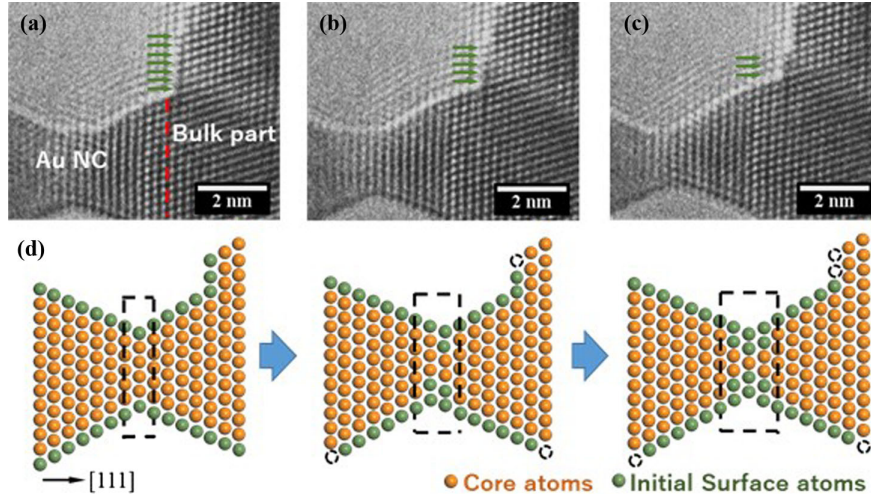 (a)
(b)
(c)
Bulk part
Au NC
2 nm
2 nm
2 nm
(d)
[111]
Core atoms
Initial Surface atoms